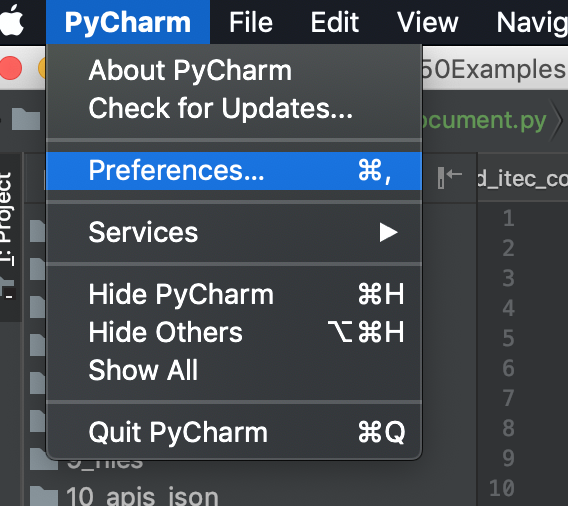 PyCharm File Edit View Navig
50Examples
About PyCharm
Check for Updates...
ocument.py
Preferences... ⌘,
d_itec_co
1: Project
Services ▶
Hide PyCharm ⌘H
Hide Others ⌥⌘H
Show All
Quit PyCharm ⌘Q
9_files
10_apis_json
1
2
3
4
5
6
7
8
9
10